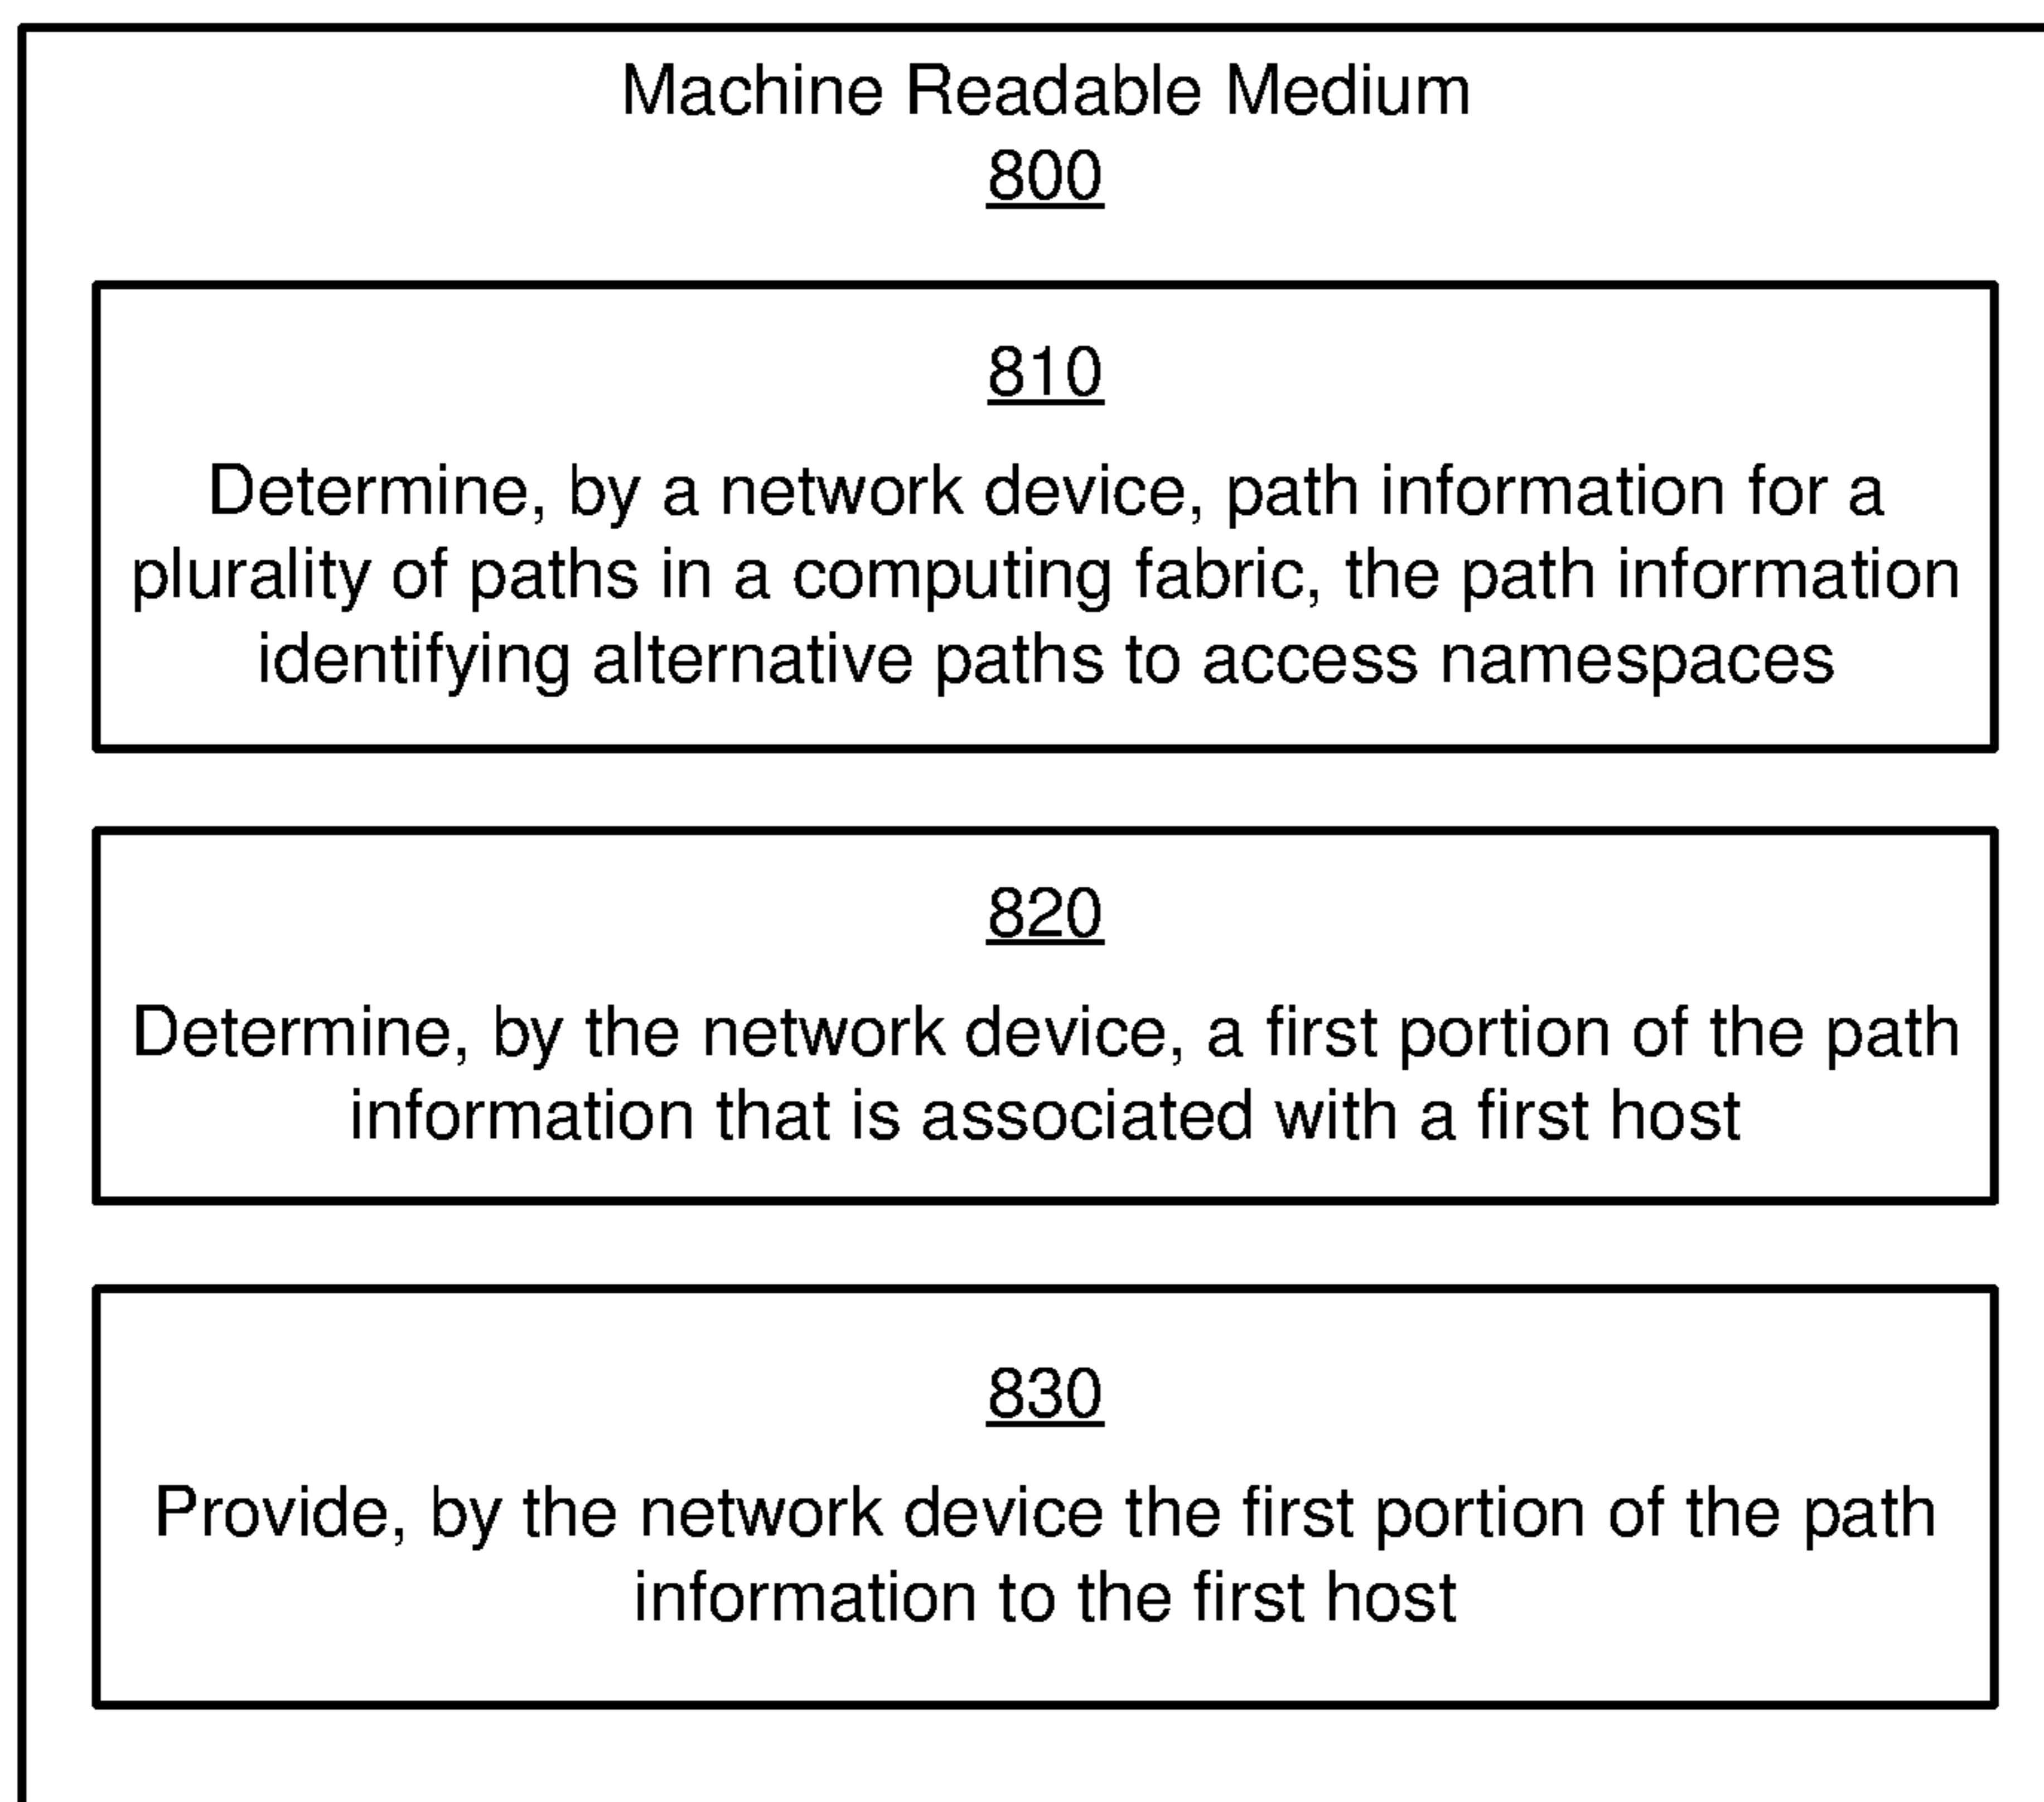 Machine Readable Medium
800
810
Determine, by a network device, path information for a
plurality of paths in a computing fabric, the path information
identifying alternative paths to access namespaces
820
Determine, by the network device, a first portion of the path
information that is associated with a first host
830
Provide, by the network device the first portion of the path
information to the first host